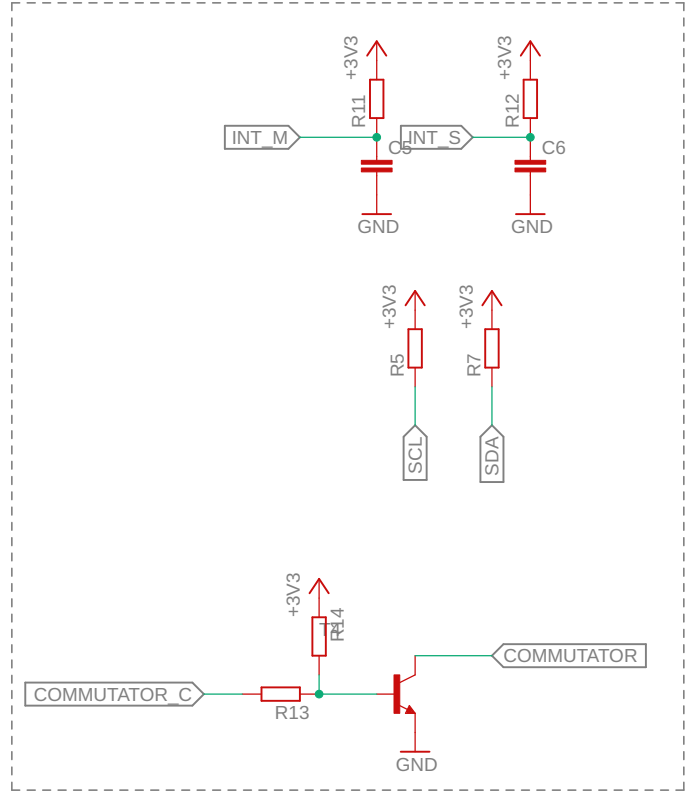 +3V3
+3V3
R11
R12
INT_M
C5
INT_S
C6
GND
GND
+3V3
+3V3
R5
R7
SCL
SDA
+3V3
R14
COMMUTATOR
COMMUTATOR_C
R13
GND